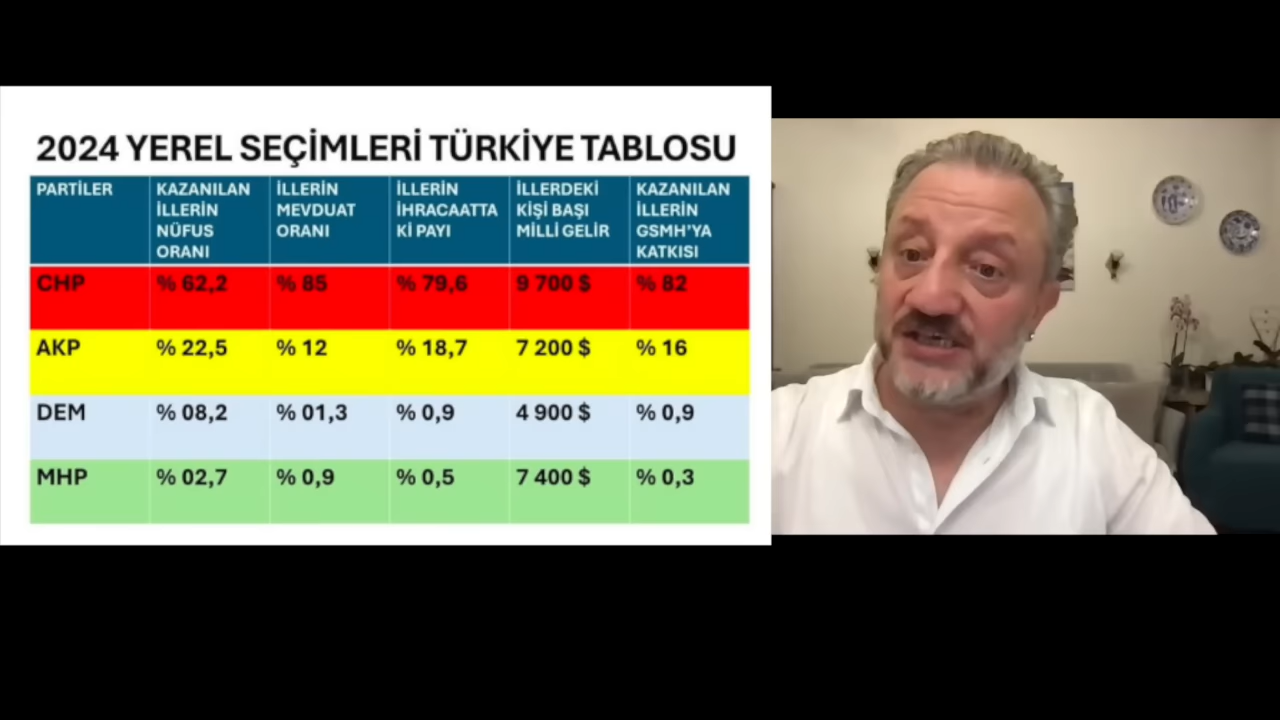 2024 YEREL SEÇİMLERİ TÜRKİYE TABLOSU
PARTİLER
KAZANILAN
İLLERİN
NÜFUS
ORANI
İLLERİN
MEVDUAT
ORANI
İLLERİN
İHRACAATTA
Kİ PAYI
İLLERDEKİ
KİŞİ BAŞI
MİLLİ GELİR
KAZANILAN
İLLERİN
GSMH'YA
KATKISI
CHP % 62,2 % 85 % 79,6 9 700 $ % 82
AKP % 22,5 % 12 % 18,7 7 200 $ % 16
DEM % 08,2 % 01,3 % 0,9 4 900 $ % 0,9
MHP % 02,7 % 0,9 % 0,5 7 400 $ % 0,3